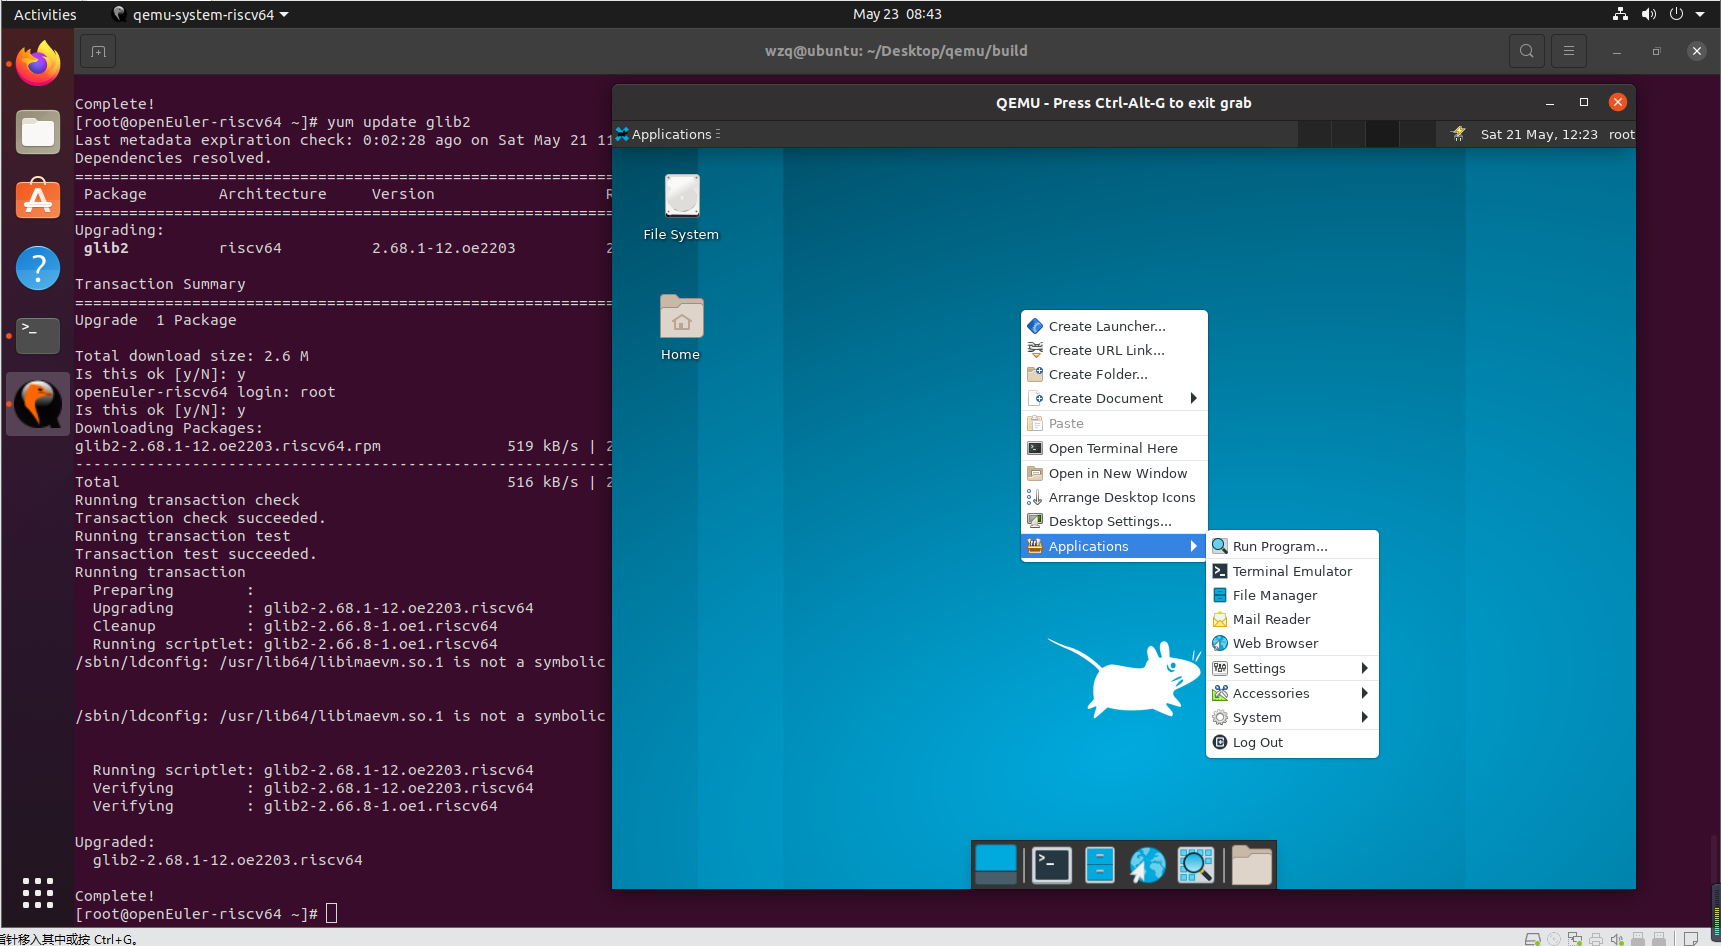 Activities
qemu-system-riscv64
May 23  08:43
wzq@ubuntu: ~/Desktop/qemu/build
Complete!
[root@openEuler-riscv64 ~]# yum update glib2
Last metadata expiration check: 0:02:28 ago on Sat May 21 11
Dependencies resolved.
================================================================
Package        Architecture     Version
================================================================
Upgrading:
glib2          riscv64          2.68.1-12.oe2203
Transaction Summary
================================================================
Upgrade  1 Package
Total download size: 2.6 M
Is this ok [y/N]: y
openEuler-riscv64 login: root
Is this ok [y/N]: y
Downloading Packages:
glib2-2.68.1-12.oe2203.riscv64.rpm              519 kB/s | 2
----------------------------------------------------------------
Total                                           516 kB/s | 2
Running transaction check
Transaction check succeeded.
Running transaction test
Transaction test succeeded.
Running transaction
Preparing        :
Upgrading        : glib2-2.68.1-12.oe2203.riscv64
Cleanup          : glib2-2.66.8-1.oe1.riscv64
Running scriptlet: glib2-2.66.8-1.oe1.riscv64
/sbin/ldconfig: /usr/lib64/libimaevm.so.1 is not a symbolic
/sbin/ldconfig: /usr/lib64/libimaevm.so.1 is not a symbolic
Running scriptlet: glib2-2.68.1-12.oe2203.riscv64
Verifying        : glib2-2.68.1-12.oe2203.riscv64
Verifying        : glib2-2.66.8-1.oe1.riscv64
Upgraded:
glib2-2.68.1-12.oe2203.riscv64
Complete!
[root@openEuler-riscv64 ~]#
QEMU - Press Ctrl-Alt-G to exit grab
Applications
Sat 21 May, 12:23
root
File System
Home
Create Launcher...
Create URL Link...
Create Folder...
Create Document
Paste
Open Terminal Here
Open in New Window
Arrange Desktop Icons
Desktop Settings...
Applications
Run Program...
Terminal Emulator
File Manager
Mail Reader
Web Browser
Settings
Accessories
System
Log Out
指针移入其中或按 Ctrl+G。